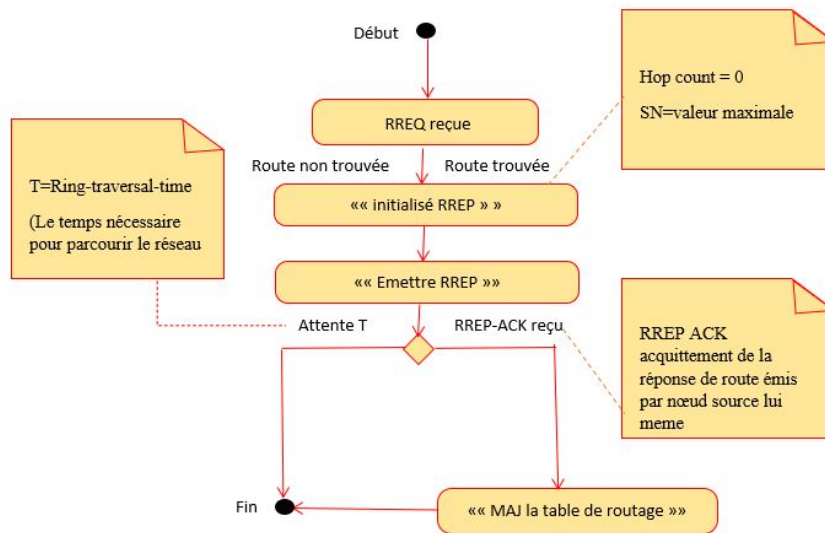 Début
Hop count = 0
SN=valeur maximale
RREQ reçue
T=Ring-traversal-time
(Le temps nécessaire
pour parcourir le réseau
Route non trouvée
Route trouvée
«« initialisé RREP » »
«« Emettre RREP »»
Attente T
RREP-ACK reçu
RREP ACK
acquittement de la
réponse de route émis
par nœud source lui
meme
Fin
«« MAJ la table de routage »»